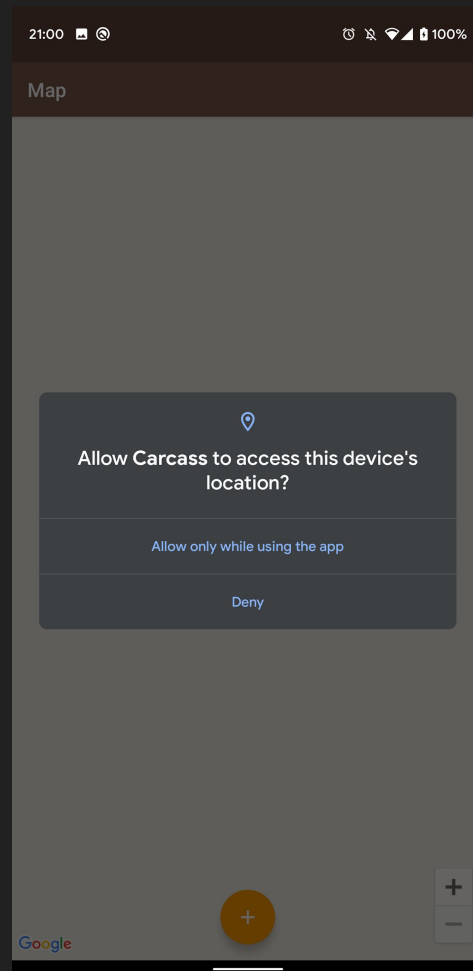 21:00 100%
Map
Allow Carcass to access this device's
location?
Allow only while using the app
Deny
+
−
+
Google